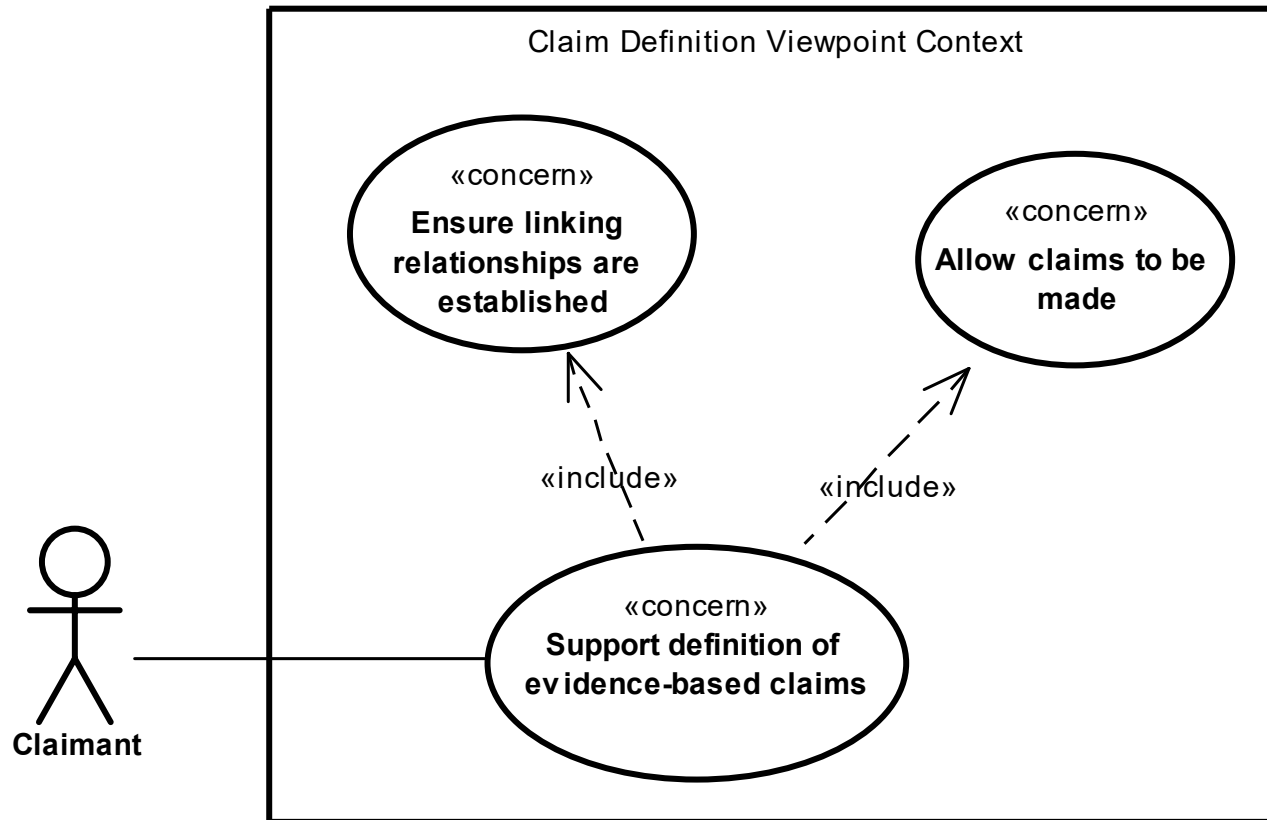 Claim Definition Viewpoint Context
«concern»
Ensure linking
relationships are
established
«concern»
Allow claims to be
made
«include»
«include»
«concern»
Support definition of
evidence-based claims
Claimant